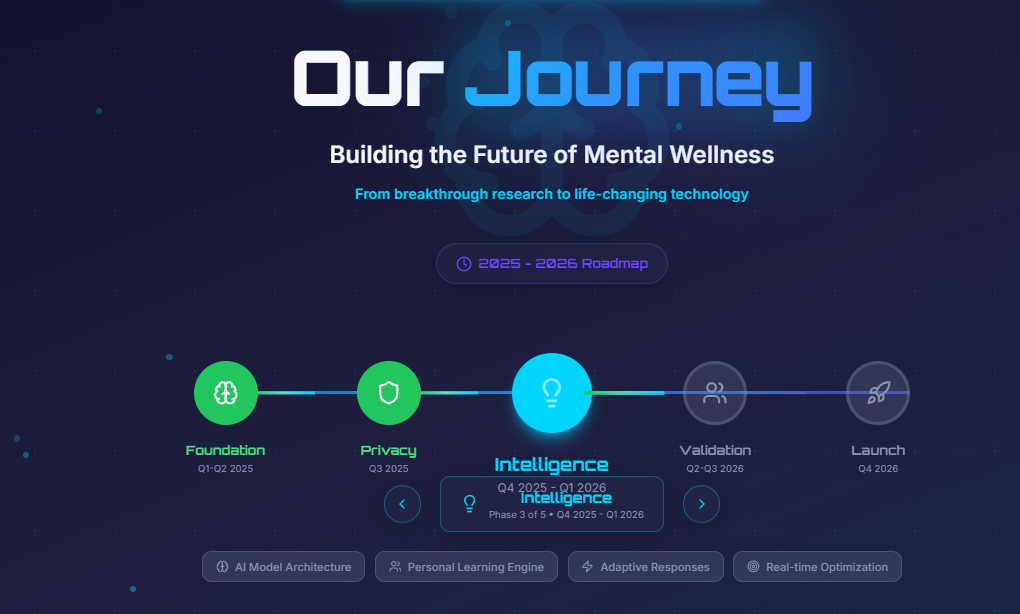 Our Journey
Building the Future of Mental Wellness
From breakthrough research to life-changing technology
2025 - 2026 Roadmap
Foundation
Q1-Q2 2025
Privacy
Q3 2025
Intelligence
Q4 2025 - Q1 2026
Validation
Q2-Q3 2026
Launch
Q4 2026
Intelligence
Phase 3 of 5 • Q4 2025 - Q1 2026
AI Model Architecture
Personal Learning Engine
Adaptive Responses
Real-time Optimization